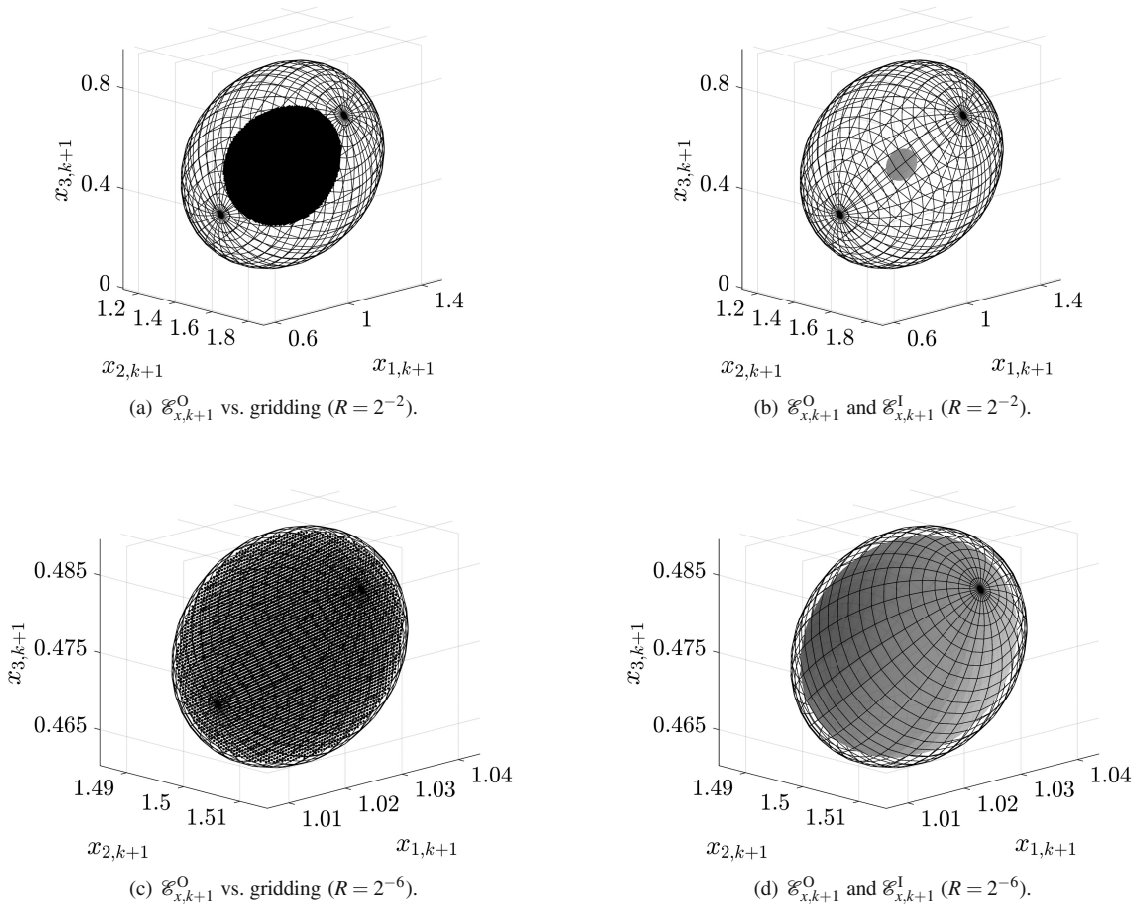 0.8
0.4
0
x_{3,k+1}
1.2 1.4 1.6 1.8
0.6 1 1.4
x_{2,k+1} x_{1,k+1}
(a) ℰ^O_{x,k+1} vs. gridding (R = 2^{−2}).
0.8
0.4
0
x_{3,k+1}
1.2 1.4 1.6 1.8
0.6 1 1.4
x_{2,k+1} x_{1,k+1}
(b) ℰ^O_{x,k+1} and ℰ^I_{x,k+1} (R = 2^{−2}).
0.485
0.475
0.465
x_{3,k+1}
1.49 1.5 1.51
1.01 1.02 1.03 1.04
x_{2,k+1} x_{1,k+1}
(c) ℰ^O_{x,k+1} vs. gridding (R = 2^{−6}).
0.485
0.475
0.465
x_{3,k+1}
1.49 1.5 1.51
1.01 1.02 1.03 1.04
x_{2,k+1} x_{1,k+1}
(d) ℰ^O_{x,k+1} and ℰ^I_{x,k+1} (R = 2^{−6}).